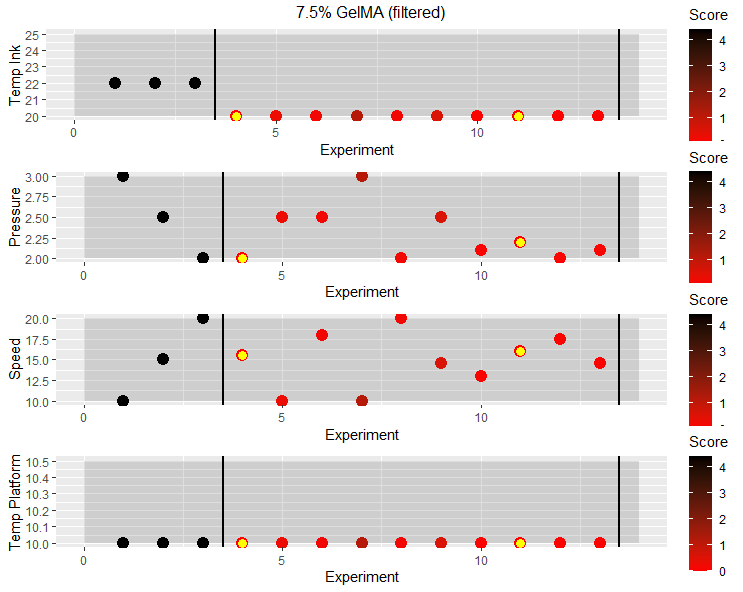 7.5% GelMA (filtered)
Temp Ink
25
24
23
22
21
20
0 5 10
Experiment
Score
4
3
2
1
Pressure
3.00
2.75
2.50
2.25
2.00
0 5 10
Experiment
Score
4
3
2
1
Speed
20.0
17.5
15.0
12.5
10.0
0 5 10
Experiment
Score
4
3
2
1
Temp Platform
10.5
10.4
10.3
10.2
10.1
10.0
0 5 10
Experiment
Score
4
3
2
1
0